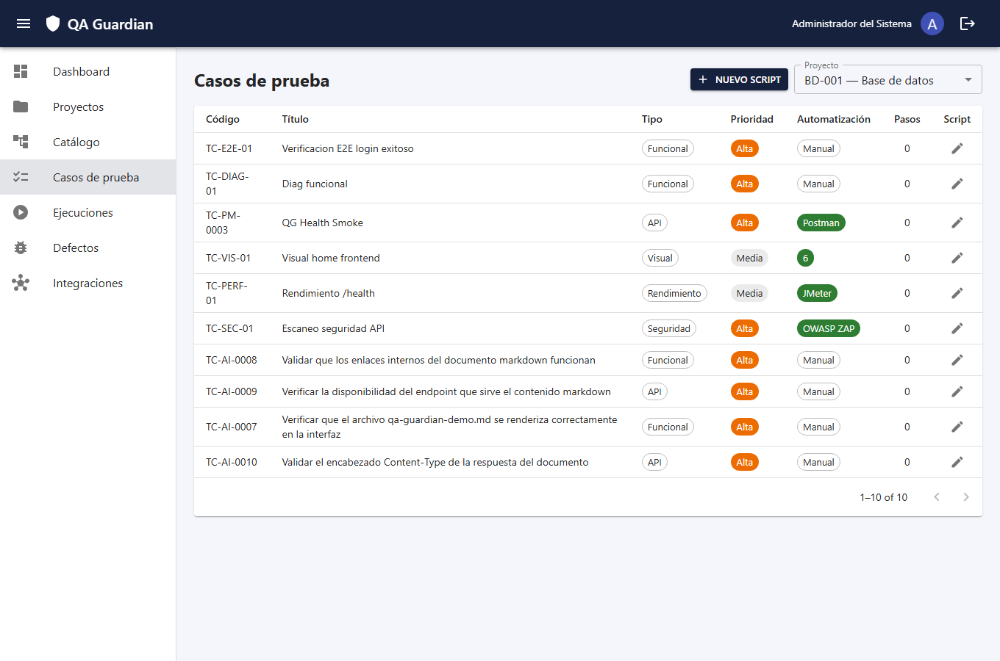 QA Guardian
Administrador del Sistema
A
Dashboard
Proyectos
Catálogo
Casos de prueba
Ejecuciones
Defectos
Integraciones
Casos de prueba
NUEVO SCRIPT
Proyecto
BD-001 — Base de datos
Código Título Tipo Prioridad Automatización Pasos Script
TC-E2E-01 Verificacion E2E login exitoso Funcional Alta Manual 0
TC-DIAG-
01 Diag funcional Funcional Alta Manual 0
TC-PM-
0003 QG Health Smoke API Alta Postman 0
TC-VIS-01 Visual home frontend Visual Media 6 0
TC-PERF-
01 Rendimiento /health Rendimiento Media JMeter 0
TC-SEC-01 Escaneo seguridad API Seguridad Alta OWASP ZAP 0
TC-AI-0008 Validar que los enlaces internos del documento markdown funcionan Funcional Alta Manual 0
TC-AI-0009 Verificar la disponibilidad del endpoint que sirve el contenido markdown API Alta Manual 0
TC-AI-0007 Verificar que el archivo qa-guardian-demo.md se renderiza correctamente
en la interfaz Funcional Alta Manual 0
TC-AI-0010 Validar el encabezado Content-Type de la respuesta del documento API Alta Manual 0
1–10 of 10